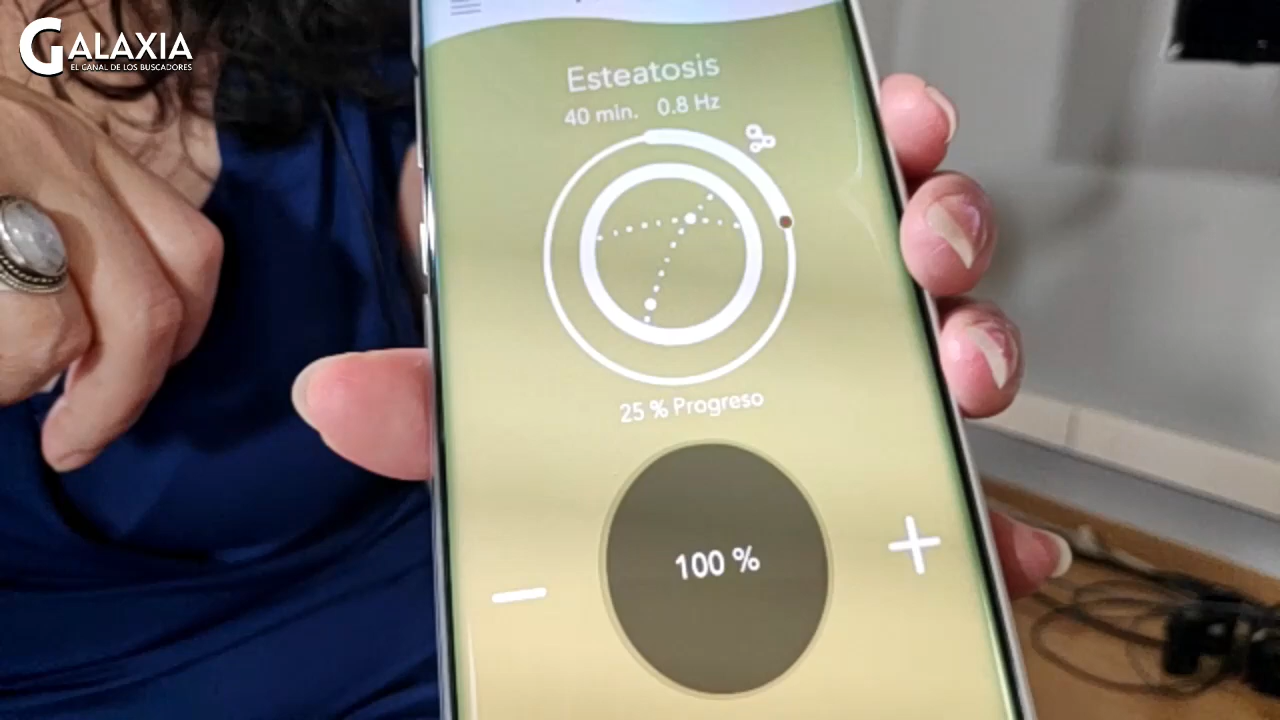 GALAXIA
EL CANAL DE LOS BUSCADORES
Esteatosis
40 min. 0.8 Hz
25 % Progreso
100 %